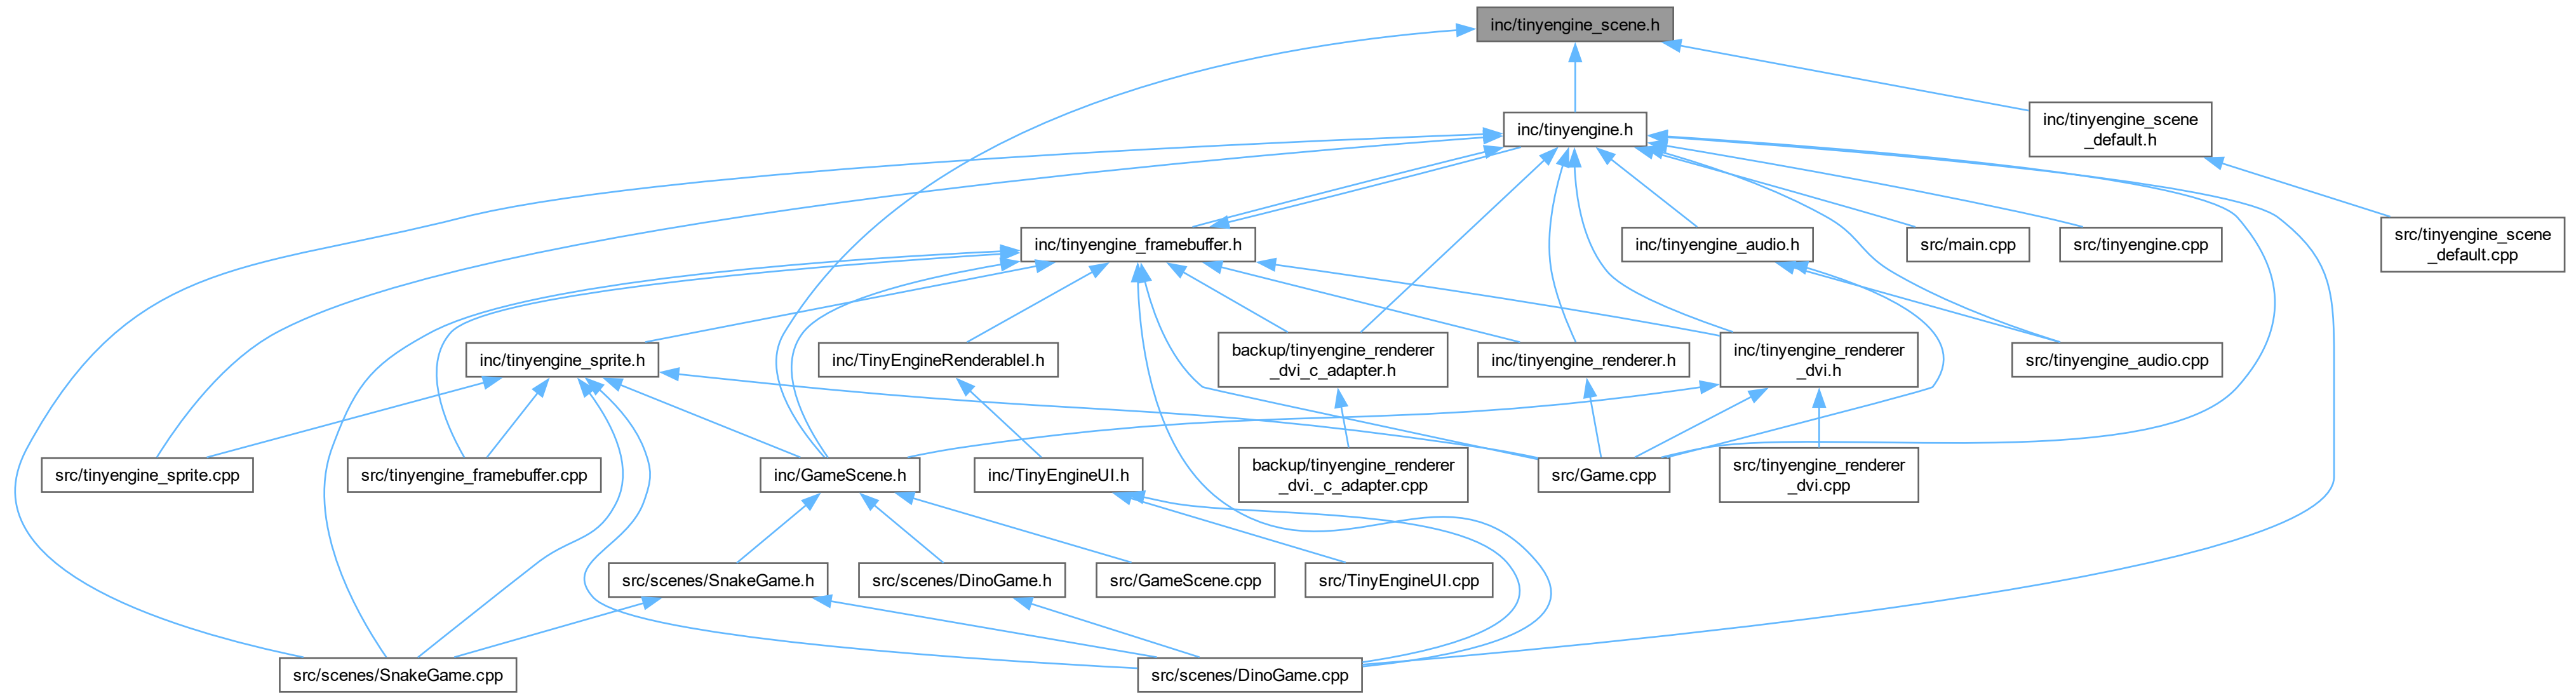 inc/tinyengine_scene.h
inc/tinyengine.h
inc/tinyengine_scene
_default.h
inc/tinyengine_framebuffer.h
inc/tinyengine_audio.h
src/main.cpp
src/tinyengine.cpp
src/tinyengine_scene
_default.cpp
inc/tinyengine_sprite.h
inc/TinyEngineRenderableI.h
backup/tinyengine_renderer
_dvi_c_adapter.h
inc/tinyengine_renderer.h
inc/tinyengine_renderer
_dvi.h
src/tinyengine_audio.cpp
src/tinyengine_sprite.cpp
src/tinyengine_framebuffer.cpp
inc/GameScene.h
inc/TinyEngineUI.h
backup/tinyengine_renderer
_dvi._c_adapter.cpp
src/Game.cpp
src/tinyengine_renderer
_dvi.cpp
src/scenes/SnakeGame.h
src/scenes/DinoGame.h
src/GameScene.cpp
src/TinyEngineUI.cpp
src/scenes/SnakeGame.cpp
src/scenes/DinoGame.cpp